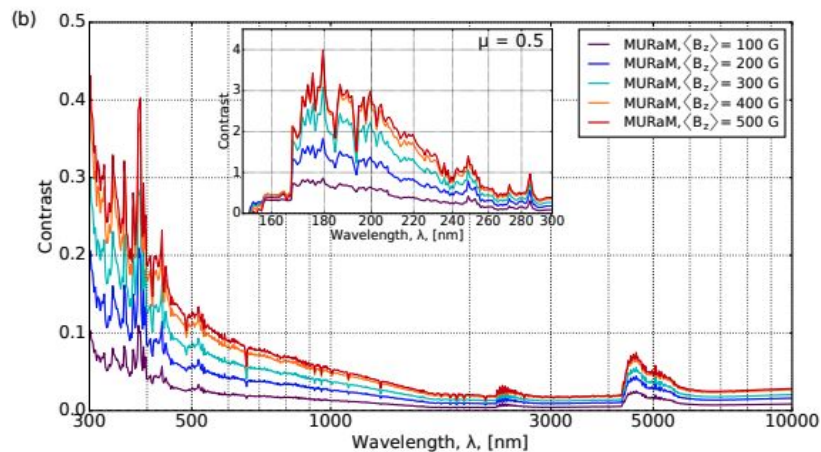 (b)
0.5
0.4
0.3
0.2
0.1
0.0
Contrast
300
500
1000
3000
5000
10000
Wavelength, λ, [nm]
μ = 0.5
4
3
2
1
0
Contrast
160
180
200
220
240
260
280
300
Wavelength, λ, [nm]
MURaM, ⟨B_z⟩ = 100 G
MURaM, ⟨B_z⟩ = 200 G
MURaM, ⟨B_z⟩ = 300 G
MURaM, ⟨B_z⟩ = 400 G
MURaM, ⟨B_z⟩ = 500 G